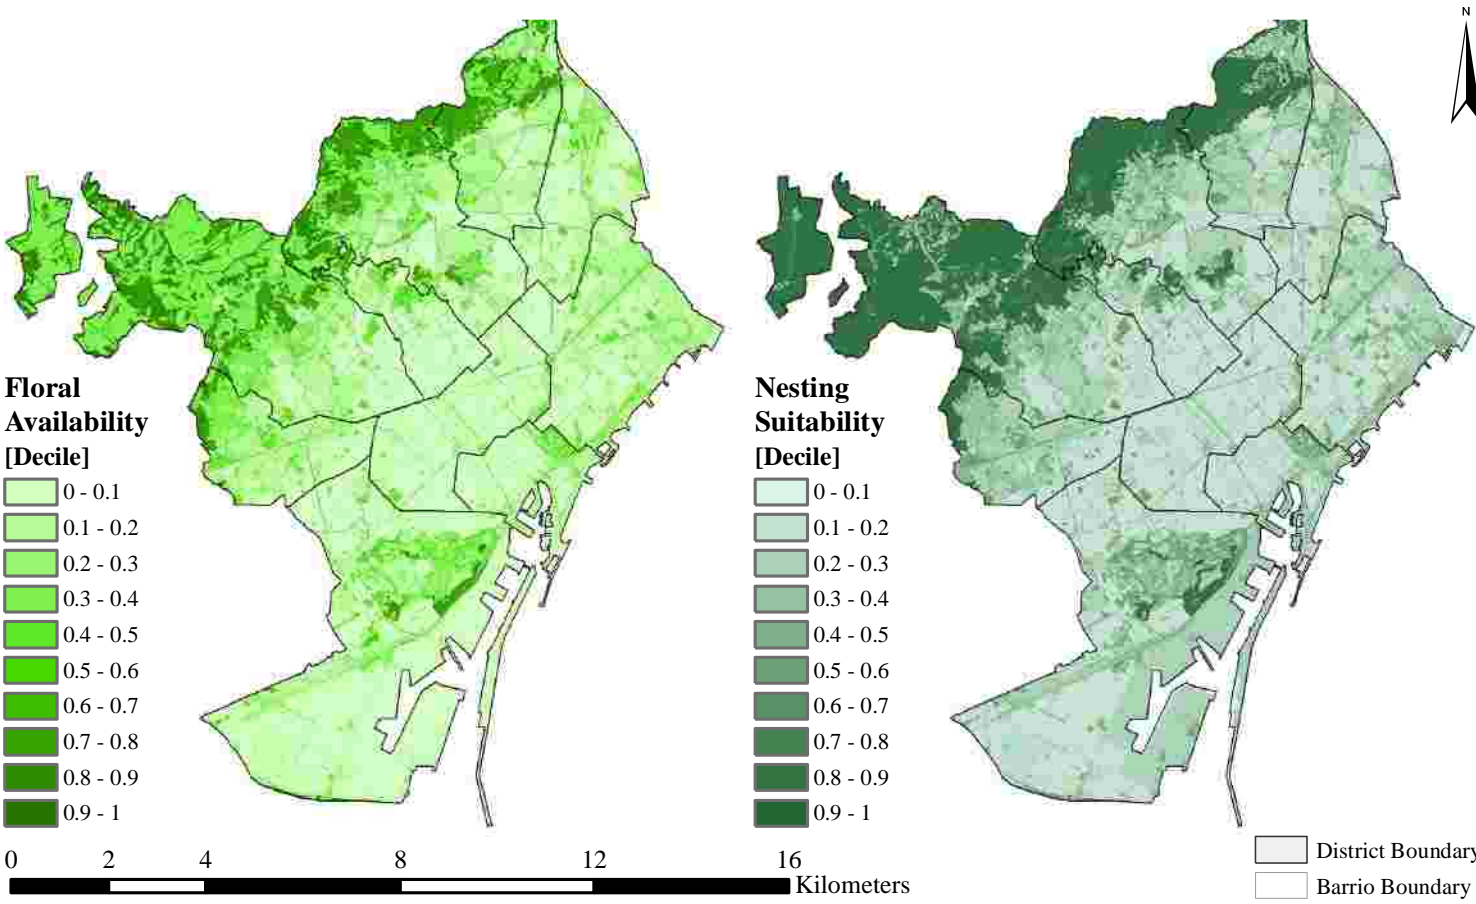 N
Floral
Availability
[Decile]
0 - 0.1
0.1 - 0.2
0.2 - 0.3
0.3 - 0.4
0.4 - 0.5
0.5 - 0.6
0.6 - 0.7
0.7 - 0.8
0.8 - 0.9
0.9 - 1
Nesting
Suitability
[Decile]
0 - 0.1
0.1 - 0.2
0.2 - 0.3
0.3 - 0.4
0.4 - 0.5
0.5 - 0.6
0.6 - 0.7
0.7 - 0.8
0.8 - 0.9
0.9 - 1
0 2 4 8 12 16
Kilometers
District Boundary
Barrio Boundary